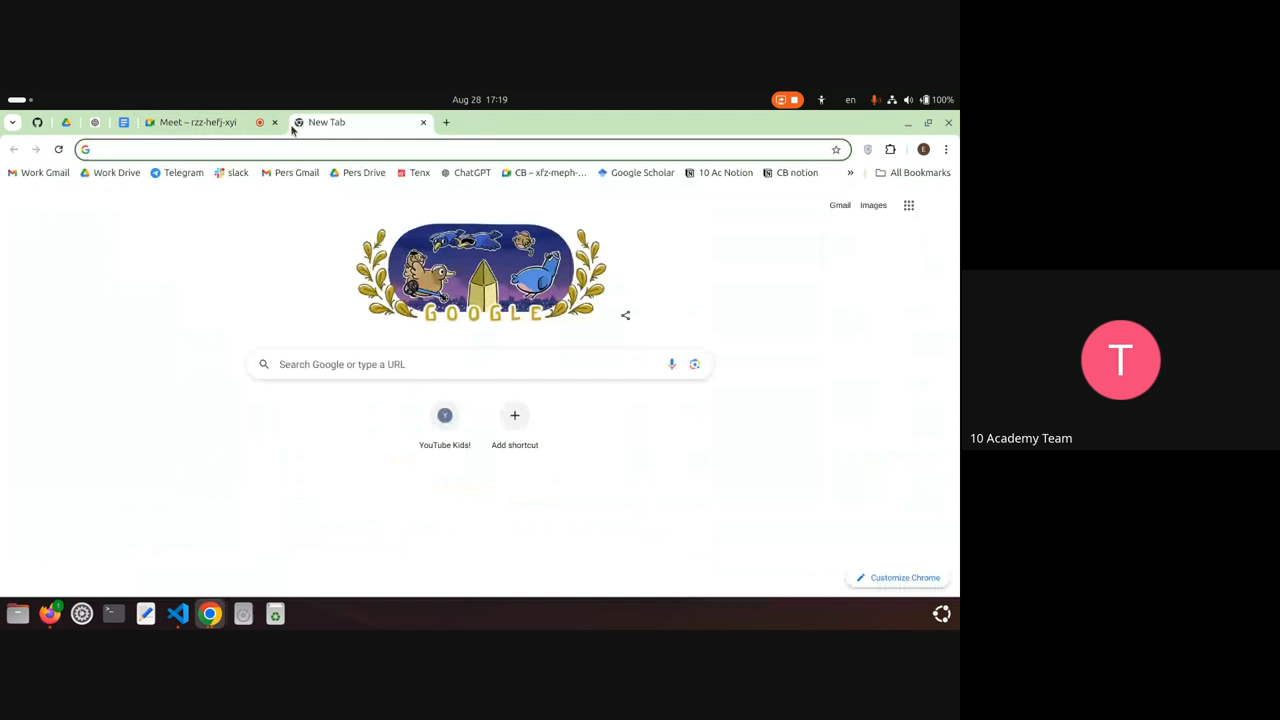 Aug 28 17:19
en
100%
Meet – rzz-hefj-xyi
New Tab
E
Work Gmail
Work Drive
Telegram
slack
Pers Gmail
Pers Drive
Tenx
ChatGPT
CB – xfz-meph-...
Google Scholar
10 Ac Notion
CB notion
»
All Bookmarks
Gmail
Images
GOOGLE
Search Google or type a URL
Y
YouTube Kids!
Add shortcut
Customize Chrome
T
10 Academy Team